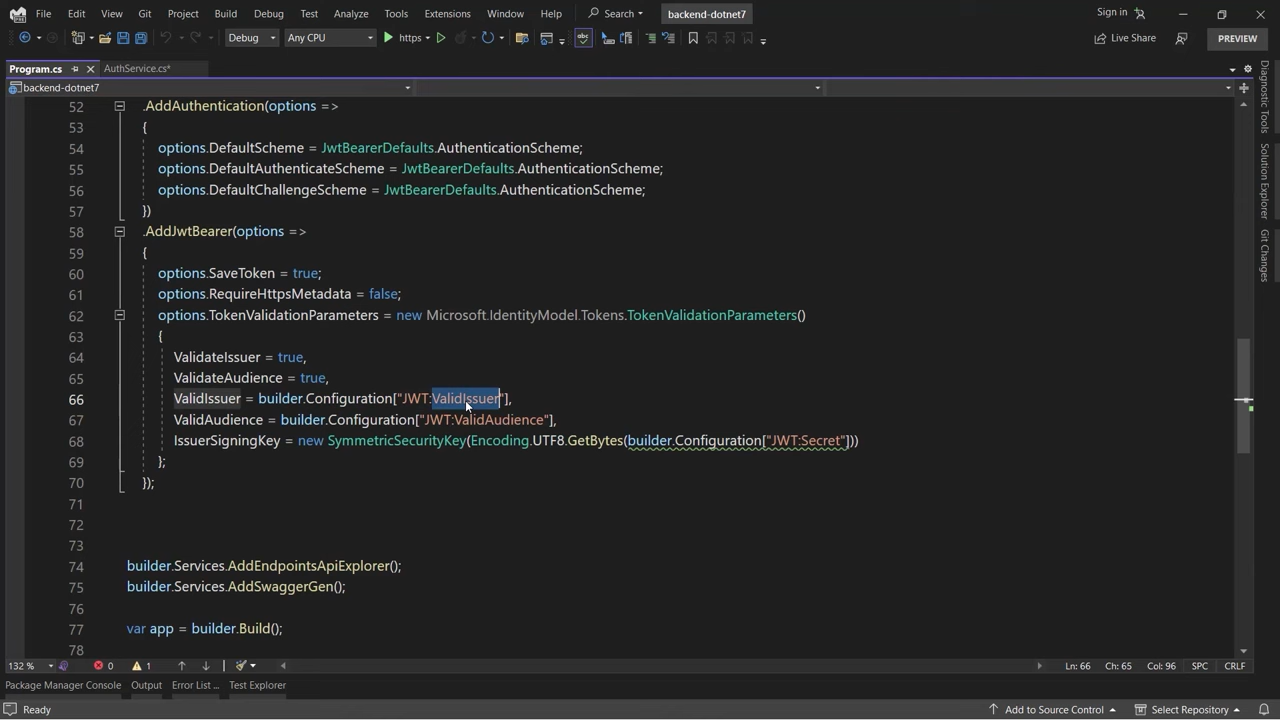 File Edit View Git Project Build Debug Test Analyze Tools Extensions Window Help Search backend-dotnet7 Sign in
Debug Any CPU https Live Share PREVIEW
Program.cs AuthService.cs*
backend-dotnet7
52 .AddAuthentication(options =>
53 {
54 options.DefaultScheme = JwtBearerDefaults.AuthenticationScheme;
55 options.DefaultAuthenticateScheme = JwtBearerDefaults.AuthenticationScheme;
56 options.DefaultChallengeScheme = JwtBearerDefaults.AuthenticationScheme;
57 })
58 .AddJwtBearer(options =>
59 {
60 options.SaveToken = true;
61 options.RequireHttpsMetadata = false;
62 options.TokenValidationParameters = new Microsoft.IdentityModel.Tokens.TokenValidationParameters()
63 {
64 ValidateIssuer = true,
65 ValidateAudience = true,
66 ValidIssuer = builder.Configuration["JWT:ValidIssuer"],
67 ValidAudience = builder.Configuration["JWT:ValidAudience"],
68 IssuerSigningKey = new SymmetricSecurityKey(Encoding.UTF8.GetBytes(builder.Configuration["JWT:Secret"]))
69 };
70 });
71
72
73
74 builder.Services.AddEndpointsApiExplorer();
75 builder.Services.AddSwaggerGen();
76
77 var app = builder.Build();
78
Diagnostic Tools
Solution Explorer
Git Changes
132 % 0 1 Ln: 66 Ch: 65 Col: 96 SPC CRLF
Package Manager Console Output Error List ... Test Explorer
Ready Add to Source Control Select Repository